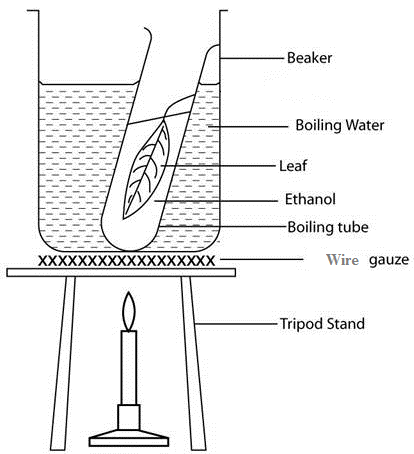 Beaker
Boiling Water
Leaf
Ethanol
Boiling tube
Wire gauze
Tripod Stand